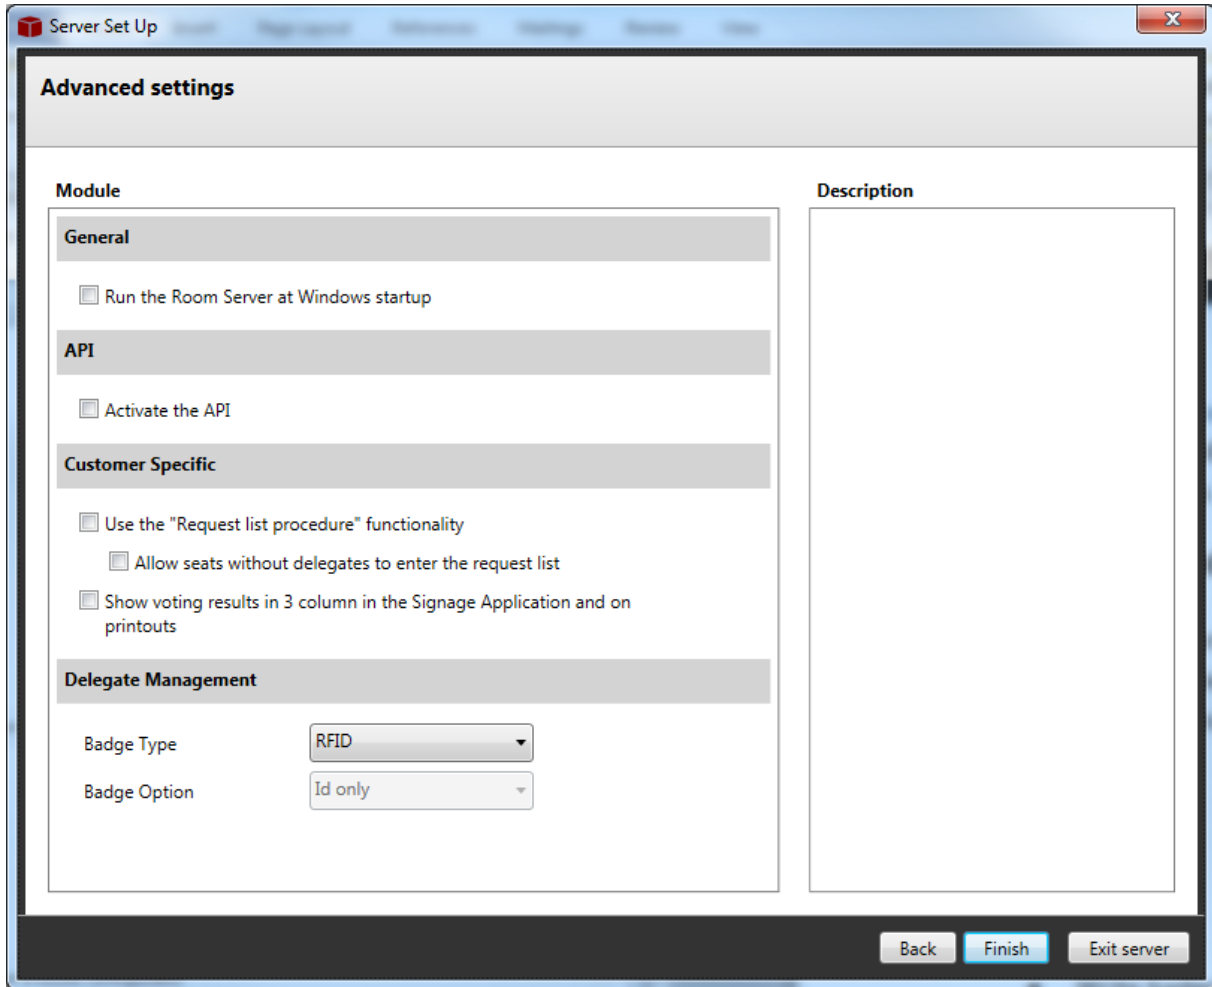 Server Set Up
Advanced settings
Module
Description
General
Run the Room Server at Windows startup
API
Activate the API
Customer Specific
Use the "Request list procedure" functionality
Allow seats without delegates to enter the request list
Show voting results in 3 column in the Signage Application and on
printouts
Delegate Management
Badge Type
RFID
Badge Option
Id only
Back
Finish
Exit server